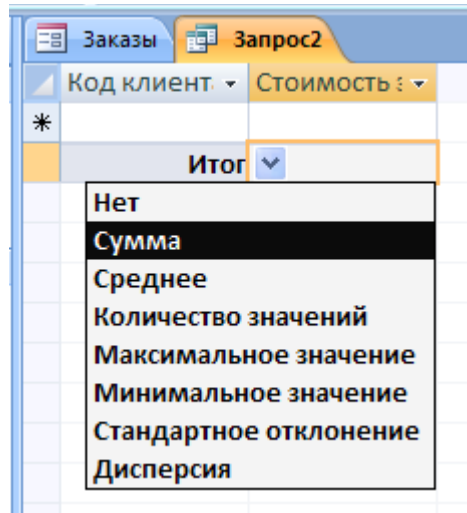 Заказы Запрос2
Код клиент Стоимость з
*
Итог
Нет
Сумма
Среднее
Количество значений
Максимальное значение
Минимальное значение
Стандартное отклонение
Дисперсия